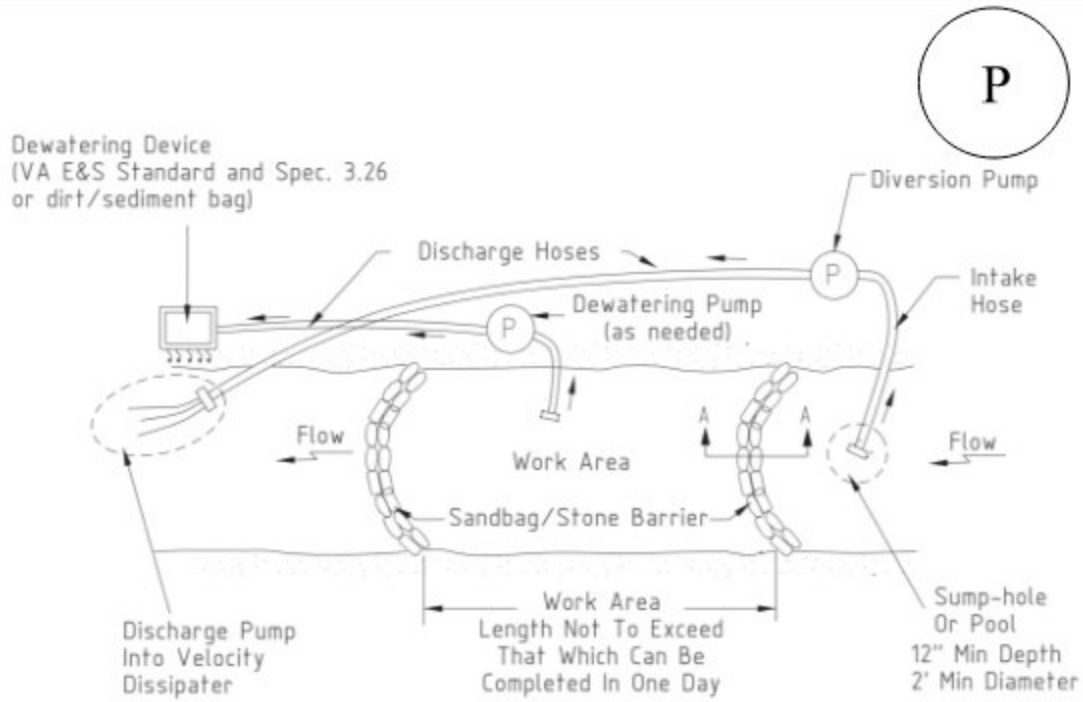 P
Dewatering Device
(VA E&S Standard and Spec. 3.26
or dirt/sediment bag)
Diversion Pump
Discharge Hoses
P
Intake
Hose
Dewatering Pump
(as needed)
P
A
A
Flow
Work Area
Flow
Sandbag/Stone Barrier
Work Area
Length Not To Exceed
That Which Can Be
Completed In One Day
Discharge Pump
Into Velocity
Dissipater
Sump-hole
Or Pool
12" Min Depth
2' Min Diameter